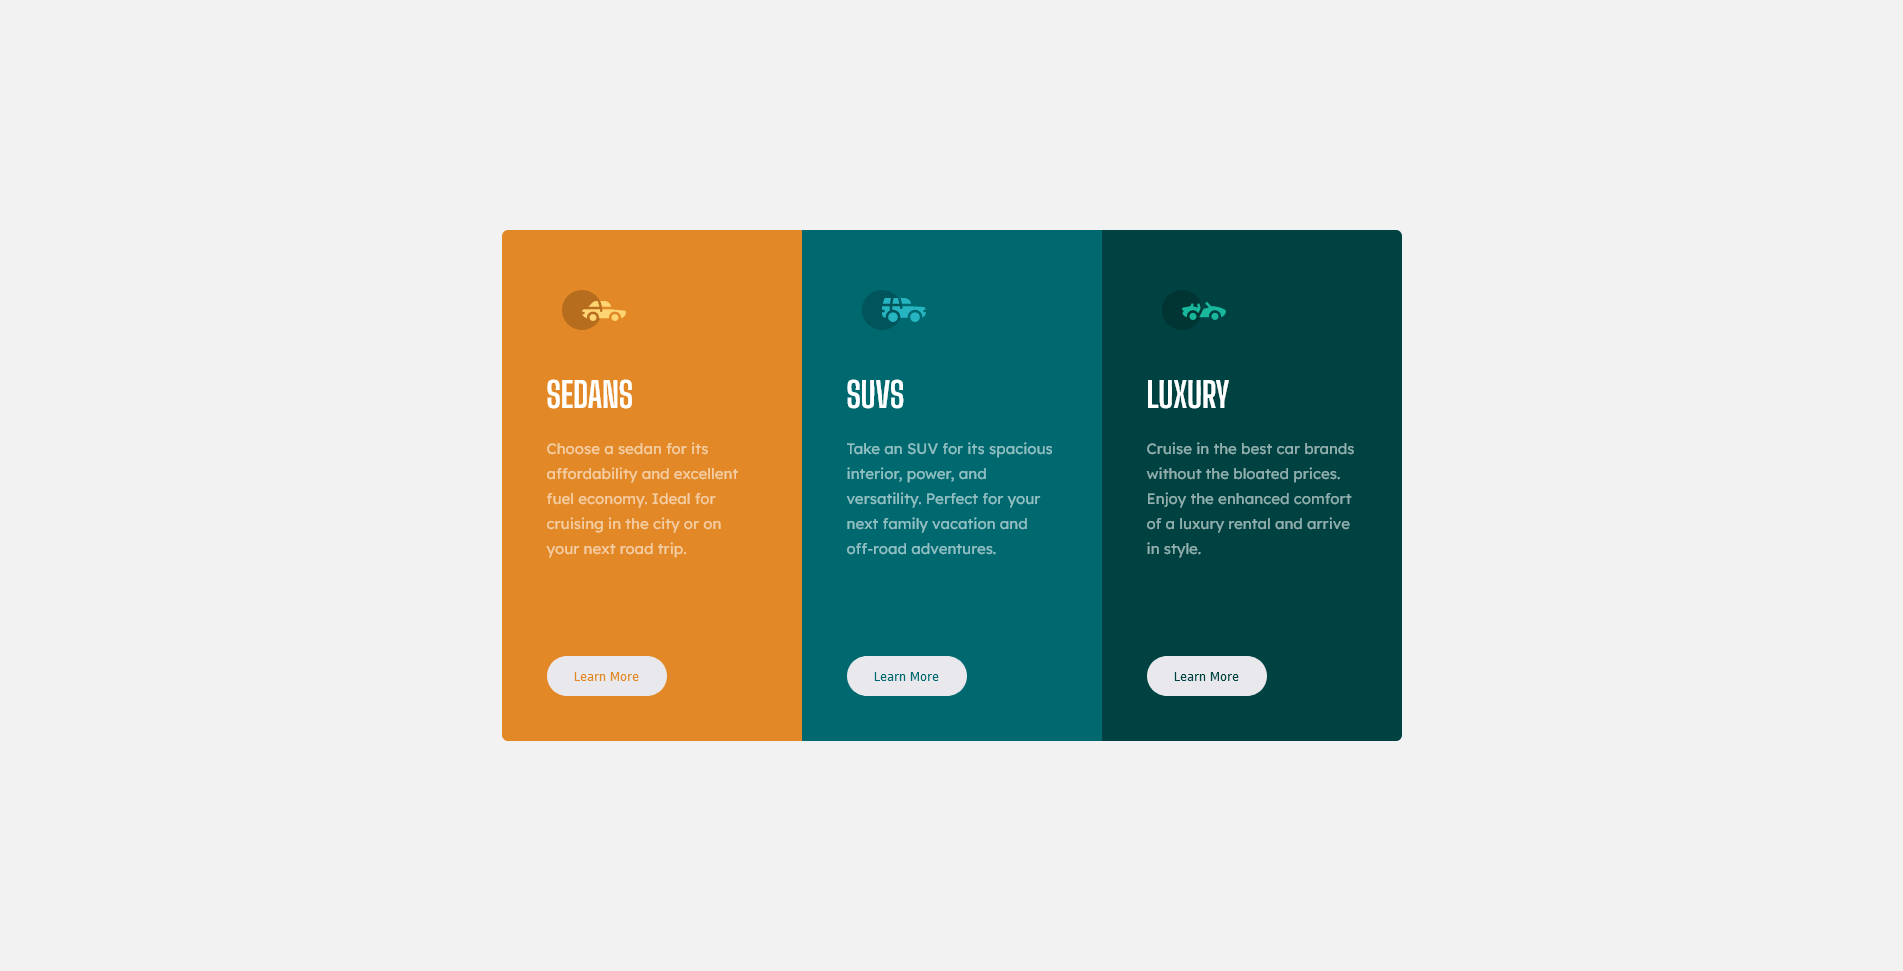 SEDANS
Choose a sedan for its
affordability and excellent
fuel economy. Ideal for
cruising in the city or on
your next road trip.
Learn More
SUVS
Take an SUV for its spacious
interior, power, and
versatility. Perfect for your
next family vacation and
off-road adventures.
Learn More
LUXURY
Cruise in the best car brands
without the bloated prices.
Enjoy the enhanced comfort
of a luxury rental and arrive
in style.
Learn More